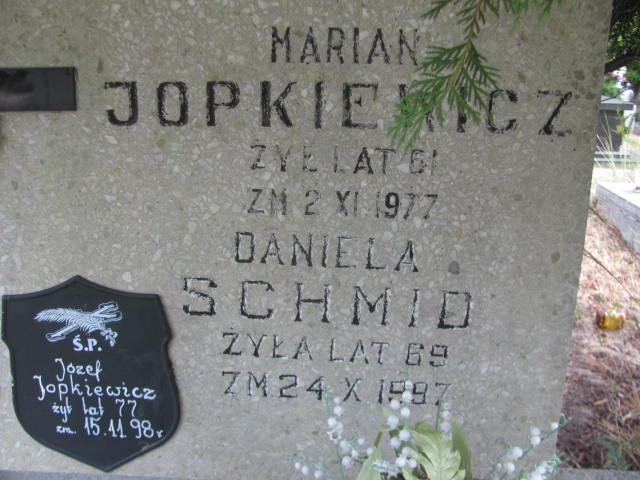 MARIAN
JOPKIEWICZ
ŻYŁ LAT 61
ZM 2 XI 1977
DANIELA
SCHMID
ŻYŁA LAT 69
ZM 24 X 1997
Ś.P.
Józef
Jopkiewicz
żył lat 77
zm. 15.11.98r